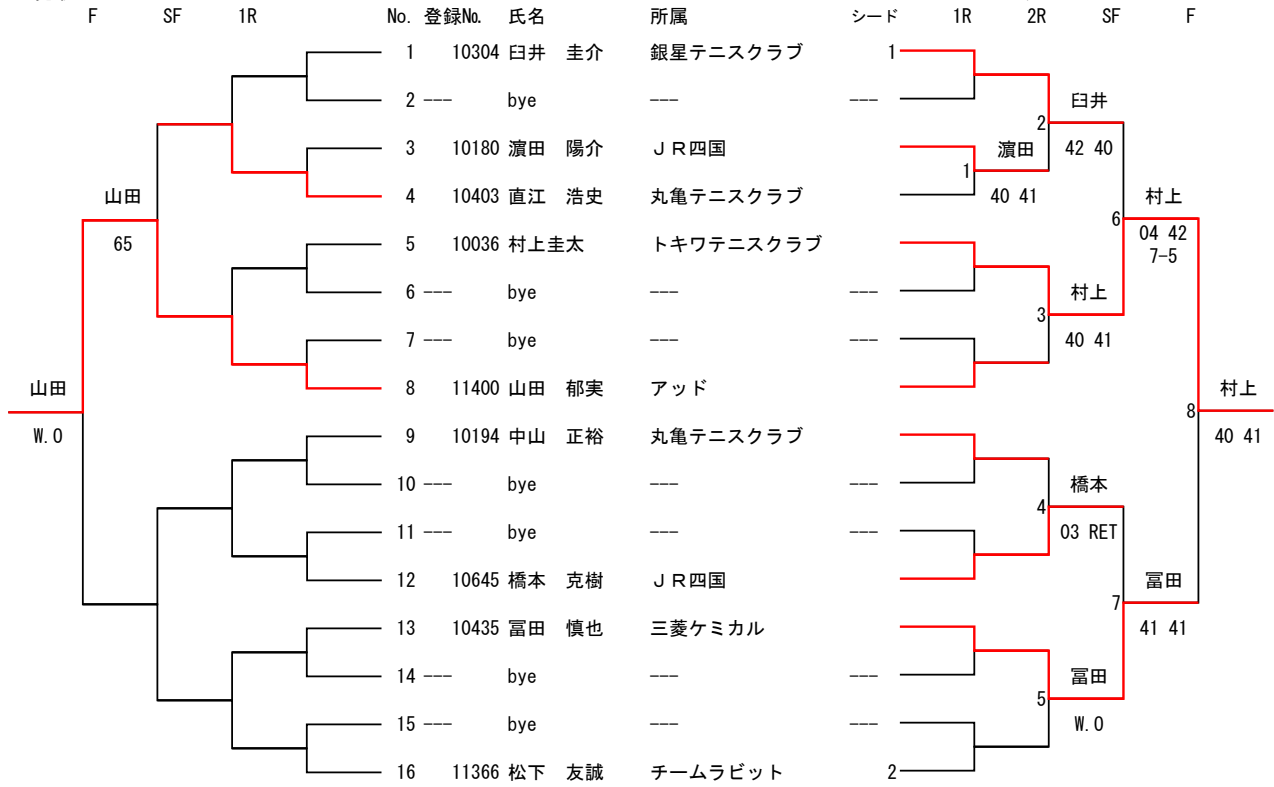 F SF 1R No. 登録No. 氏名 所属 シード 1R 2R SF F
1 10304 臼井 圭介 銀星テニスクラブ 1
2 --- bye --- --- 臼井
2
3 10180 濵田 陽介 ＪＲ四国 濵田 42 40
1
山田 4 10403 直江 浩史 丸亀テニスクラブ 40 41 村上
6
65 5 10036 村上圭太 トキワテニスクラブ 04 42
7-5
6 --- bye --- --- 村上
3
7 --- bye --- --- 40 41
山田 8 11400 山田 郁実 アッド 村上
8
W.O 9 10194 中山 正裕 丸亀テニスクラブ 40 41
10 --- bye --- --- 橋本
4
11 --- bye --- --- 03 RET
12 10645 橋本 克樹 ＪＲ四国 冨田
7
13 10435 冨田 慎也 三菱ケミカル 41 41
14 --- bye --- --- 冨田
5
15 --- bye --- --- W.O
16 11366 松下 友誠 チームラビット 2